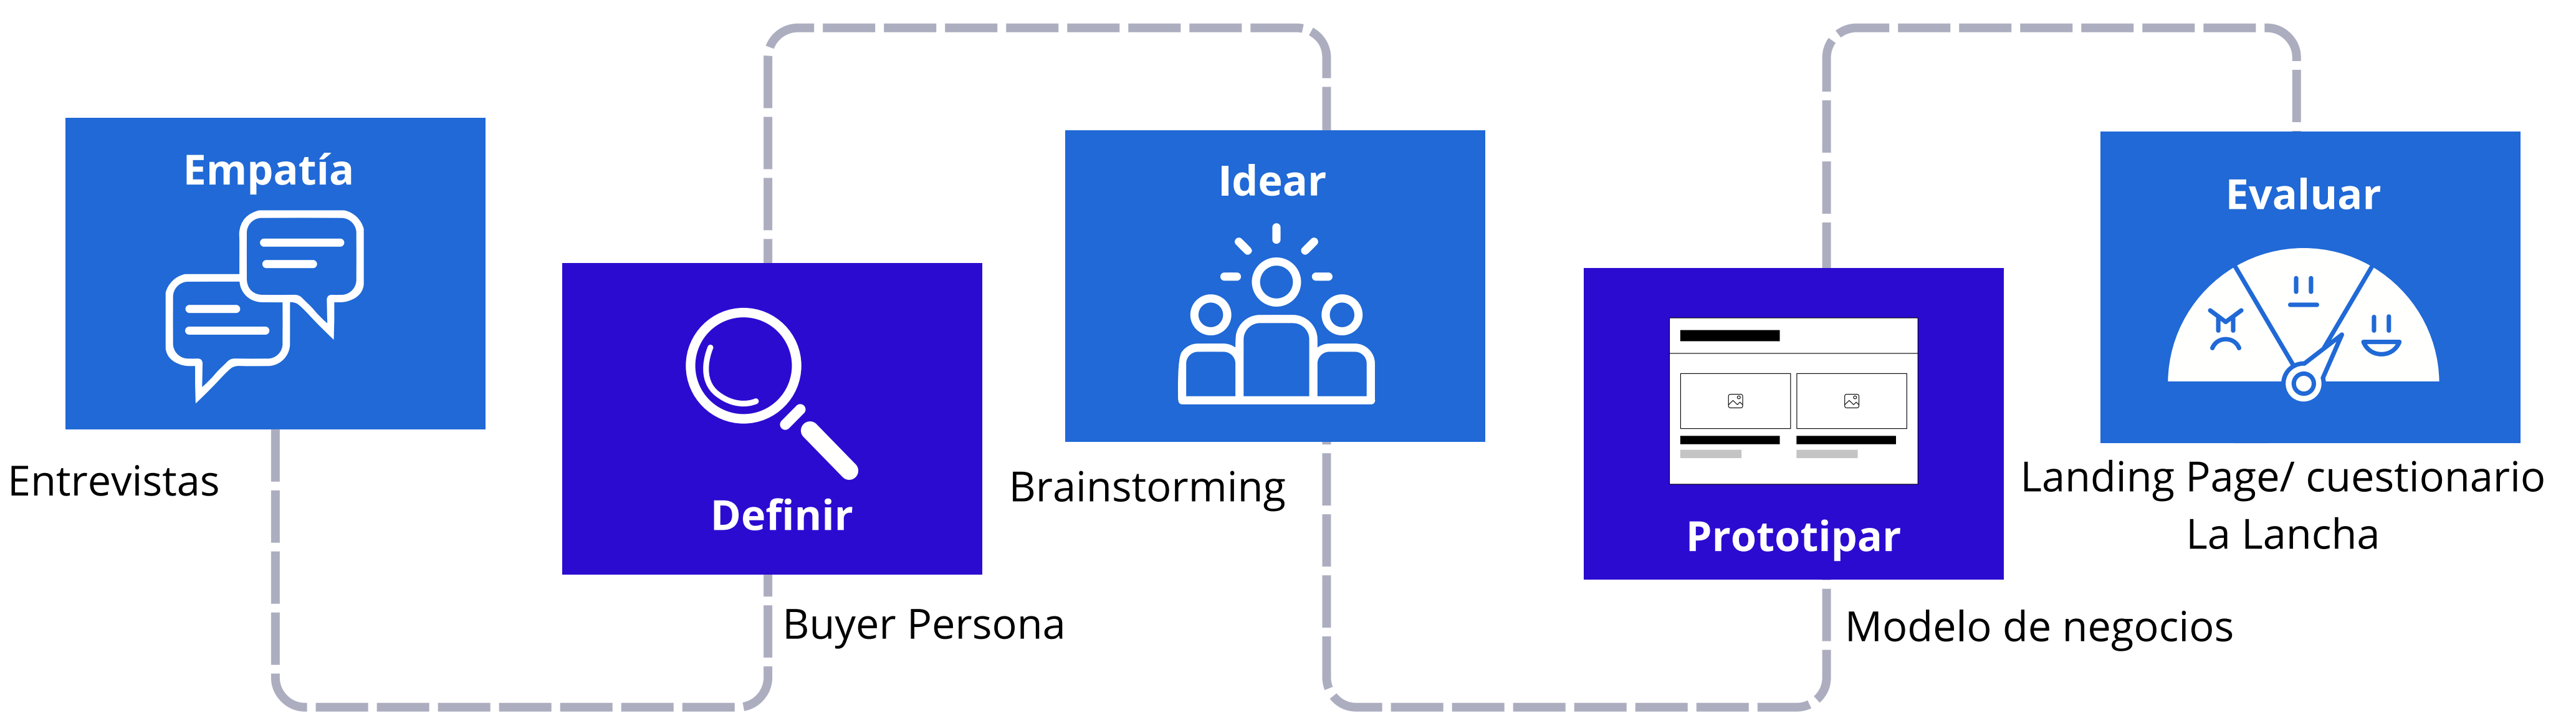 Empatía
Entrevistas
Definir
Buyer Persona
Idear
Brainstorming
Prototipar
Modelo de negocios
Evaluar
Landing Page/ cuestionario
La Lancha